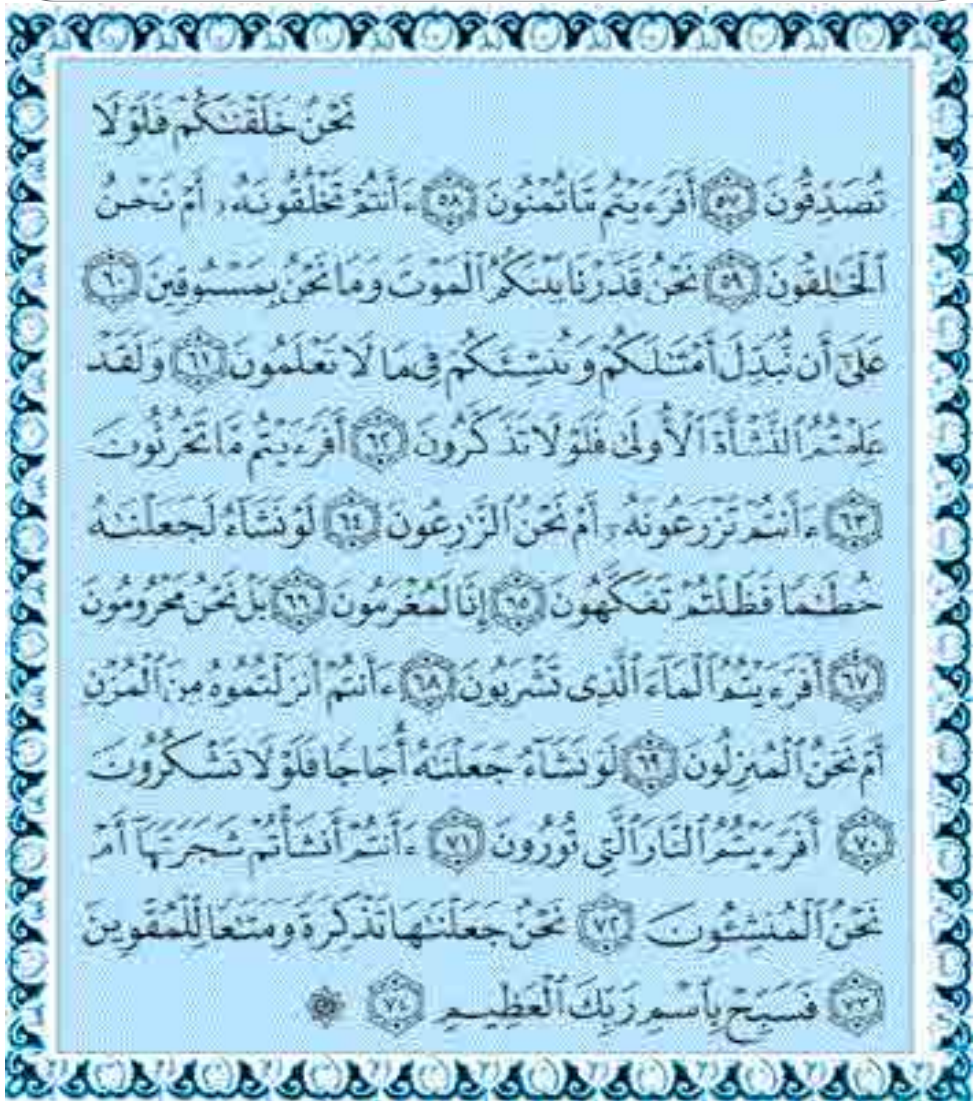 نَحْنُ خَلَقْنَٰكُمْ فَلَوْلَا
تُصَدِّقُونَ ٥٧ أَفَرَءَيْتُم مَّا تُمْنُونَ ٥٨ ءَأَنتُمْ تَخْلُقُونَهُۥٓ أَمْ نَحْنُ
ٱلْخَٰلِقُونَ ٥٩ نَحْنُ قَدَّرْنَا بَيْنَكُمُ ٱلْمَوْتَ وَمَا نَحْنُ بِمَسْبُوقِينَ ٦٠
عَلَىٰٓ أَن نُّبَدِّلَ أَمْثَٰلَكُمْ وَنُنشِئَكُمْ فِى مَا لَا تَعْلَمُونَ ٦١ وَلَقَدْ
عَلِمْتُمُ ٱلنَّشْأَةَ ٱلْأُولَىٰ فَلَوْلَا تَذَكَّرُونَ ٦٢ أَفَرَءَيْتُم مَّا تَحْرُثُونَ
٦٣ ءَأَنتُمْ تَزْرَعُونَهُۥٓ أَمْ نَحْنُ ٱلزَّٰرِعُونَ ٦٤ لَوْ نَشَآءُ لَجَعَلْنَٰهُ
حُطَٰمًا فَظَلْتُمْ تَفَكَّهُونَ ٦٥ إِنَّا لَمُغْرَمُونَ ٦٦ بَلْ نَحْنُ مَحْرُومُونَ
٦٧ أَفَرَءَيْتُمُ ٱلْمَآءَ ٱلَّذِى تَشْرَبُونَ ٦٨ ءَأَنتُمْ أَنزَلْتُمُوهُ مِنَ ٱلْمُزْنِ
أَمْ نَحْنُ ٱلْمُنزِلُونَ ٦٩ لَوْ نَشَآءُ جَعَلْنَٰهُ أُجَاجًا فَلَوْلَا تَشْكُرُونَ
٧٠ أَفَرَءَيْتُمُ ٱلنَّارَ ٱلَّتِى تُورُونَ ٧١ ءَأَنتُمْ أَنشَأْتُمْ شَجَرَتَهَآ أَمْ
نَحْنُ ٱلْمُنشِـُٔونَ ٧٢ نَحْنُ جَعَلْنَٰهَا تَذْكِرَةً وَمَتَٰعًا لِّلْمُقْوِينَ
٧٣ فَسَبِّحْ بِٱسْمِ رَبِّكَ ٱلْعَظِيمِ ٧٤ ۞